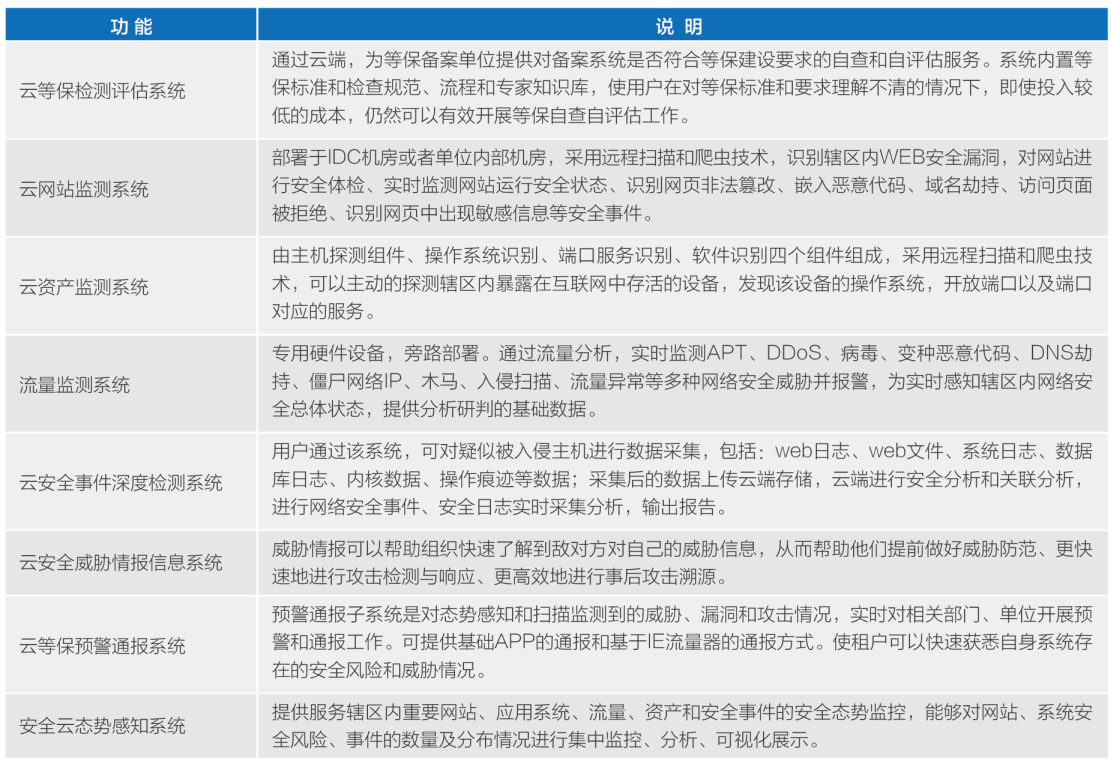 功 能
说 明
云等保检测评估系统
通过云端，为等保备案单位提供对备案系统是否符合等保建设要求的自查和自评估服务。系统内置等
保标准和检查规范、流程和专家知识库，使用户在对等保标准和要求理解不清的情况下，即使投入较
低的成本，仍然可以有效开展等保自查自评估工作。
云网站监测系统
部署于IDC机房或者单位内部机房，采用远程扫描和爬虫技术，识别辖区内WEB安全漏洞，对网站进
行安全体检、实时监测网站运行安全状态、识别网页非法篡改、嵌入恶意代码、域名劫持、访问页面
被拒绝、识别网页中出现敏感信息等安全事件。
云资产监测系统
由主机探测组件、操作系统识别、端口服务识别、软件识别四个组件组成，采用远程扫描和爬虫技
术，可以主动的探测辖区内暴露在互联网中存活的设备，发现该设备的操作系统，开放端口以及端口
对应的服务。
流量监测系统
专用硬件设备，旁路部署。通过流量分析，实时监测APT、DDoS、病毒、变种恶意代码、DNS劫
持、僵尸网络IP、木马、入侵扫描、流量异常等多种网络安全威胁并报警，为实时感知辖区内网络安
全总体状态，提供分析研判的基础数据。
云安全事件深度检测系统
用户通过该系统，可对疑似被入侵主机进行数据采集，包括：web日志、web文件、系统日志、数据
库日志、内核数据、操作痕迹等数据；采集后的数据上传云端存储，云端进行安全分析和关联分析，
进行网络安全事件、安全日志实时采集分析，输出报告。
云安全威胁情报信息系统
威胁情报可以帮助组织快速了解到敌对方对自己的威胁信息，从而帮助他们提前做好威胁防范、更快
速地进行攻击检测与响应、更高效地进行事后攻击溯源。
云等保预警通报系统
预警通报子系统是对态势感知和扫描监测到的威胁、漏洞和攻击情况，实时对相关部门、单位开展预
警和通报工作。可提供基础APP的通报和基于IE流量器的通报方式。使租户可以快速获悉自身系统存
在的安全风险和威胁情况。
安全云态势感知系统
提供服务辖区内重要网站、应用系统、流量、资产和安全事件的安全态势监控，能够对网站、系统安
全风险、事件的数量及分布情况进行集中监控、分析、可视化展示。